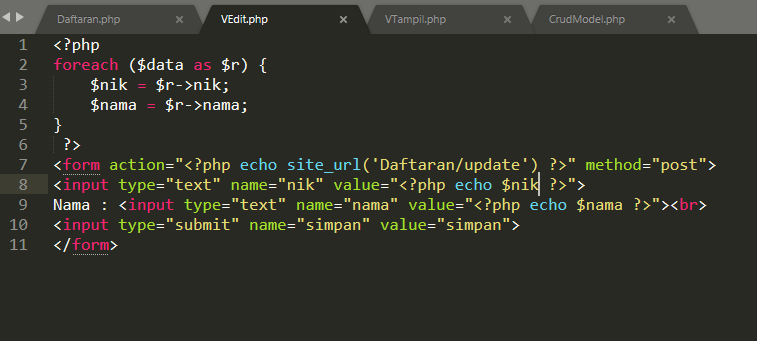 Daftaran.php × VEdit.php × VTampil.php × CrudModel.php ×
1 <?php
2 foreach ($data as $r) {
3     $nik = $r->nik;
4     $nama = $r->nama;
5 }
6  ?>
7 <form action="<?php echo site_url('Daftaran/update') ?>" method="post">
8 <input type="text" name="nik" value="<?php echo $nik ?>">
9 Nama : <input type="text" name="nama" value="<?php echo $nama ?>"><br>
10 <input type="submit" name="simpan" value="simpan">
11 </form>